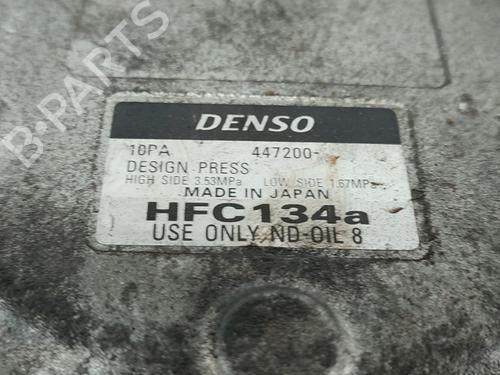 B-PARTS
DENSO
10PA 447200-
DESIGN PRESS
HIGH SIDE 3.53MPa LOW SIDE 1.67MPa
MADE IN JAPAN
HFC134a
USE ONLY ND-OIL 8